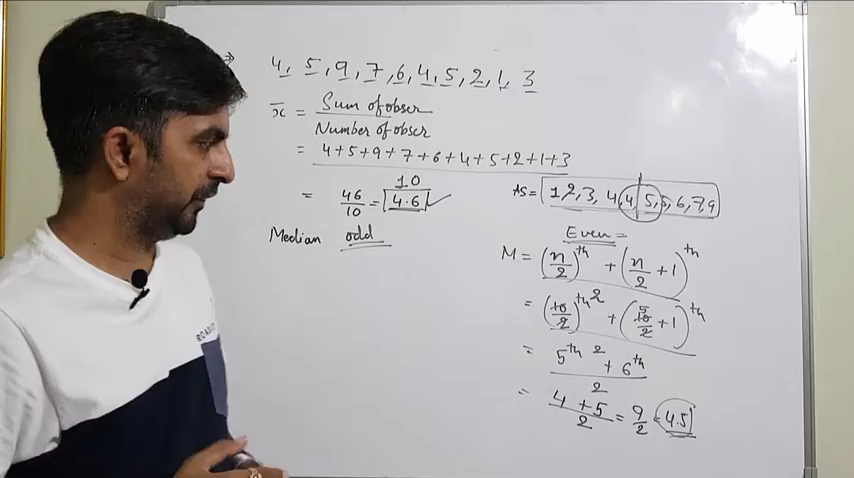 4, 5, 9, 7, 6, 4, 5, 2, 1, 3
x̄ = Sum of obser
Number of obser
= 4+5+9+7+6+4+5+2+1+3
10
= 46/10 = 4.6
Median odd
AS = 1, 2, 3, 4, 4, 5, 5, 6, 7, 9
Even =
M = (n/2)th + (n/2 + 1)th
2
= (10/2)th + (10/2 + 1)th
5
2
= 5th + 6th
2
= 4 + 5
2
= 9/2 = 4.5